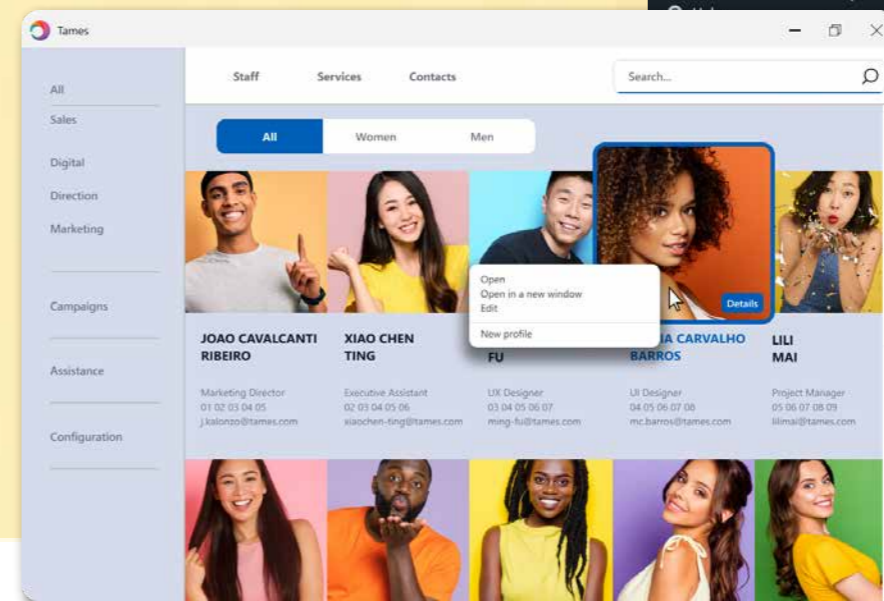 Tames
All
Sales
Digital
Direction
Marketing
Campaigns
Assistance
Configuration
Staff Services Contacts
Search...
All Women Men
Open
Open in a new window
Edit
New profile
Details
JOAO CAVALCANTI
RIBEIRO
Marketing Director
01 02 03 04 05
j.kalonzo@tames.com
XIAO CHEN
TING
Executive Assistant
02 03 04 05 06
xiaochen-ting@tames.com
FU
UX Designer
03 04 05 06 07
ming-fu@tames.com
CARVALHO
BARROS
UI Designer
04 05 06 07 08
mc.barros@tames.com
LILI
MAI
Project Manager
05 06 07 08 09
lilimai@tames.com